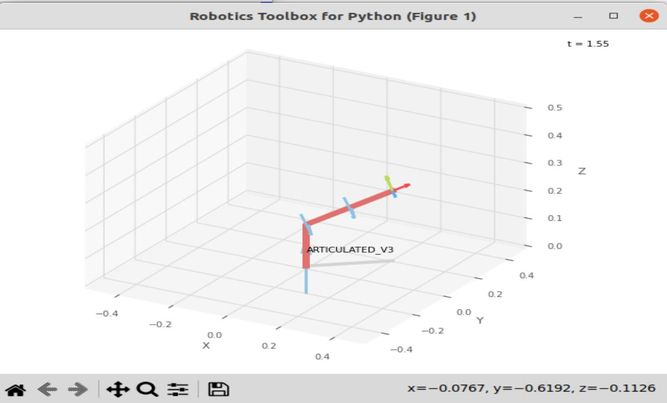 Robotics Toolbox for Python (Figure 1)
t = 1.55
0.5
0.4
0.3
Z
0.2
0.1
0.0
ARTICULATED_V3
0.4
0.2
0.0
Y
−0.2
−0.4
−0.4
−0.2
0.0
X
0.2
0.4
x=−0.0767, y=−0.6192, z=−0.1126